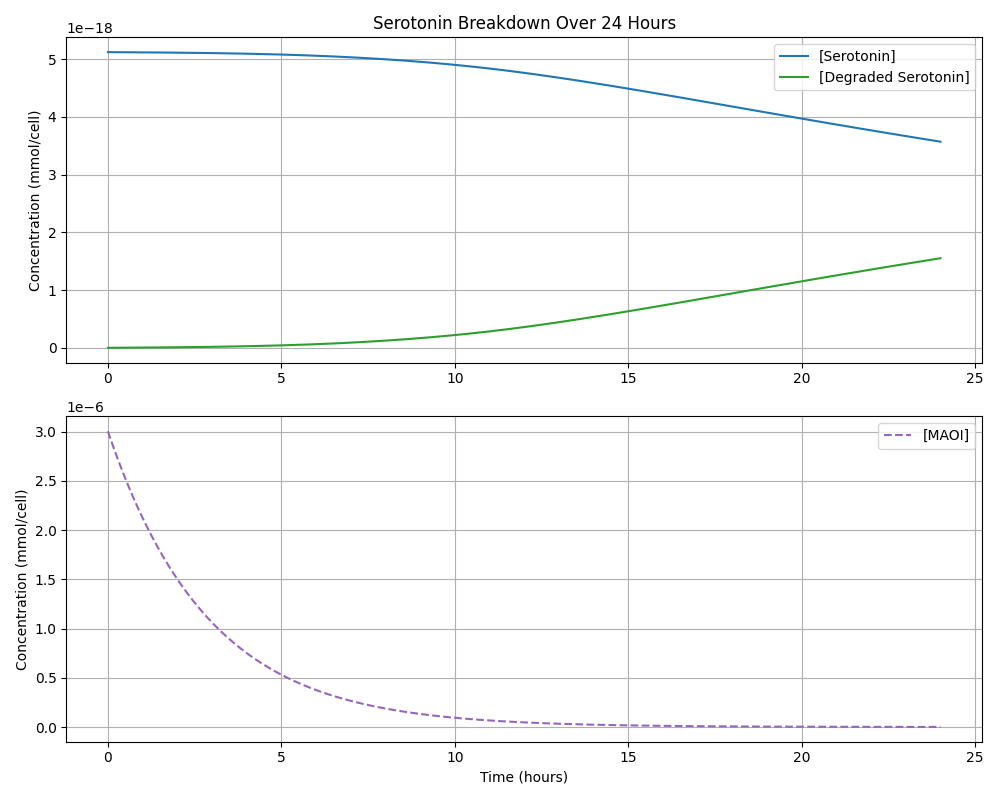 Serotonin Breakdown Over 24 Hours
1e−18
5
4
3
2
1
0
Concentration (mmol/cell)
[Serotonin]
[Degraded Serotonin]
0 5 10 15 20 25
1e−6
3.0
2.5
2.0
1.5
1.0
0.5
0.0
Concentration (mmol/cell)
[MAOI]
0 5 10 15 20 25
Time (hours)